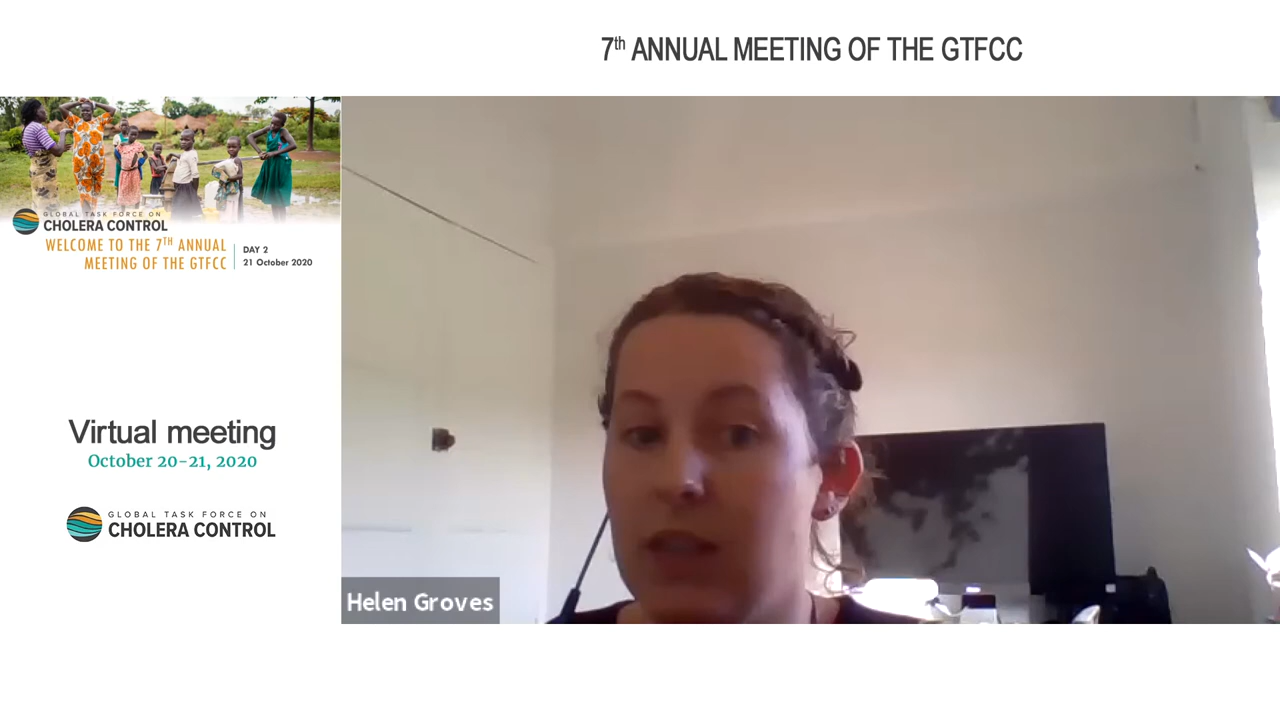 7th ANNUAL MEETING OF THE GTFCC
GLOBAL TASK FORCE ON
CHOLERA CONTROL
WELCOME TO THE 7TH ANNUAL
MEETING OF THE GTFCC
DAY 2
21 October 2020
Virtual meeting
October 20-21, 2020
GLOBAL TASK FORCE ON
CHOLERA CONTROL
Helen Groves